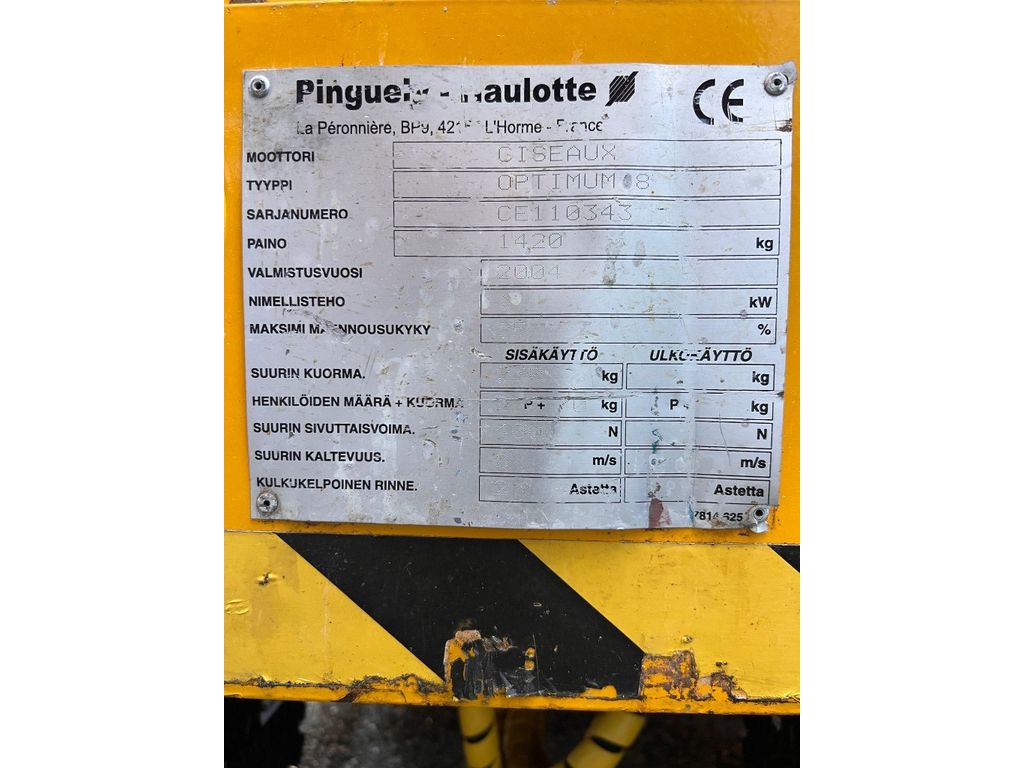 Pinguely - Haulotte CE
La Péronnière, BP9, L'Horme - France
MOOTTORI CISEAUX
TYYPPI OPTIMUM 8
SARJANUMERO CE110343
PAINO 1420 kg
VALMISTUSVUOSI 2004
NIMELLISTEHO kW
MAKSIMI MÄENNOUSUKYKY %
SISÄKÄYTTÖ ULKOKÄYTTÖ
SUURIN KUORMA. kg kg
HENKILÖIDEN MÄÄRÄ + KUORMA P + kg P + kg
SUURIN SIVUTTAISVOIMA. N N
SUURIN KALTEVUUS. m/s m/s
KULKUKELPOINEN RINNE. Astetta Astetta